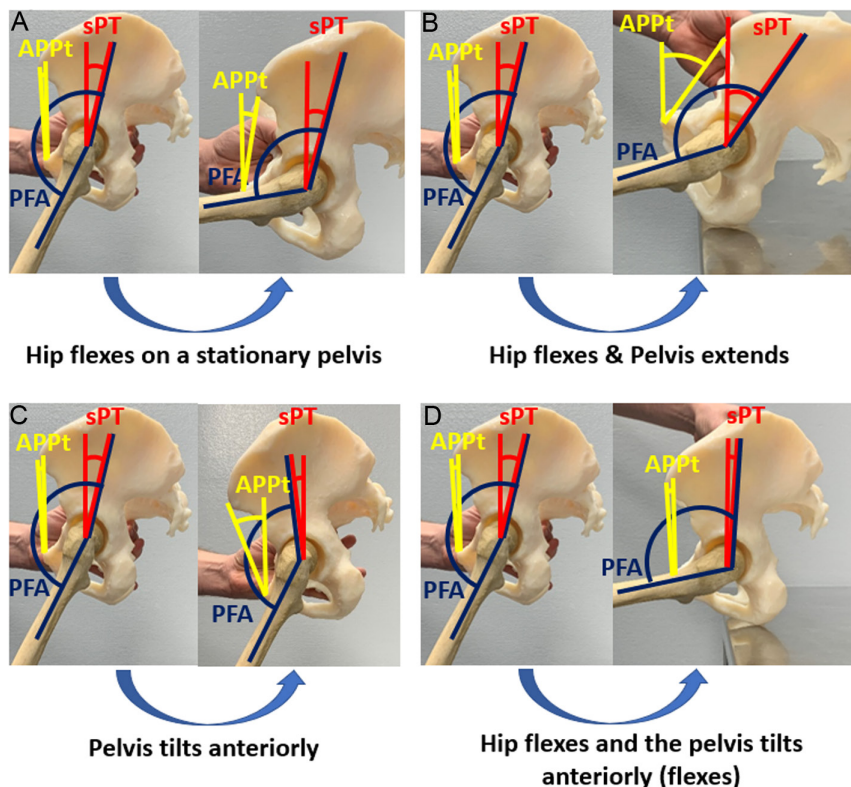 A
sPT
APPt
PFA
sPT
APPt
PFA
Hip flexes on a stationary pelvis
B
sPT
APPt
PFA
APPt
sPT
PFA
Hip flexes & Pelvis extends
C
sPT
APPt
PFA
sPT
APPt
PFA
Pelvis tilts anteriorly
D
sPT
APPt
PFA
sPT
APPt
PFA
Hip flexes and the pelvis tilts
anteriorly (flexes)